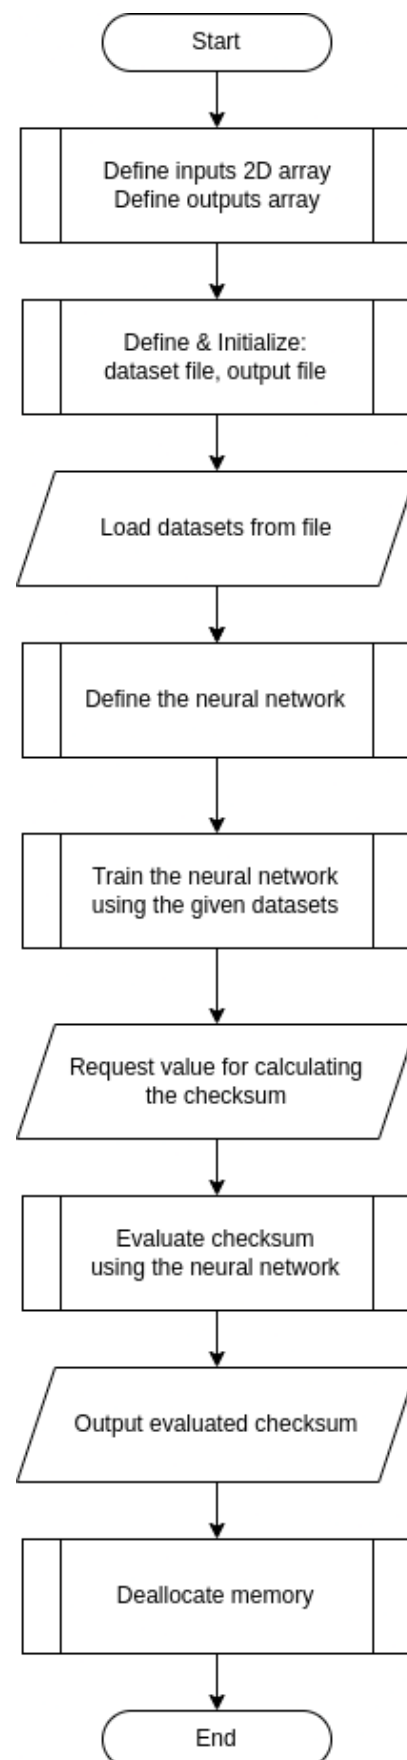 Start
Define inputs 2D array
Define outputs array
Define & Initialize:
dataset file, output file
Load datasets from file
Define the neural network
Train the neural network
using the given datasets
Request value for calculating
the checksum
Evaluate checksum
using the neural network
Output evaluated checksum
Deallocate memory
End